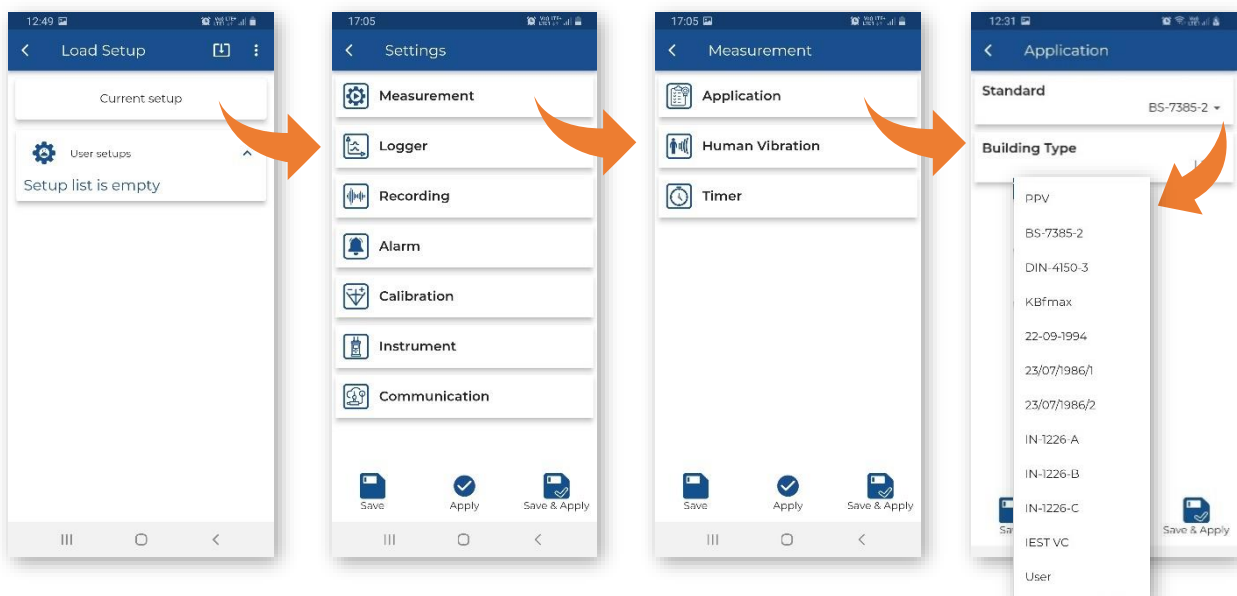 12:49
Load Setup
Current setup
User setups
Setup list is empty
17:05
Settings
Measurement
Logger
Recording
Alarm
Calibration
Instrument
Communication
Save
Apply
Save & Apply
17:05
Measurement
Application
Human Vibration
Timer
Save
Apply
Save & Apply
12:31
Application
Standard
BS-7385-2
Building Type
PPV
BS-7385-2
DIN-4150-3
KBfmax
22-09-1994
23/07/1986/1
23/07/1986/2
IN-1226-A
IN-1226-B
IN-1226-C
IEST VC
User
Save & Apply